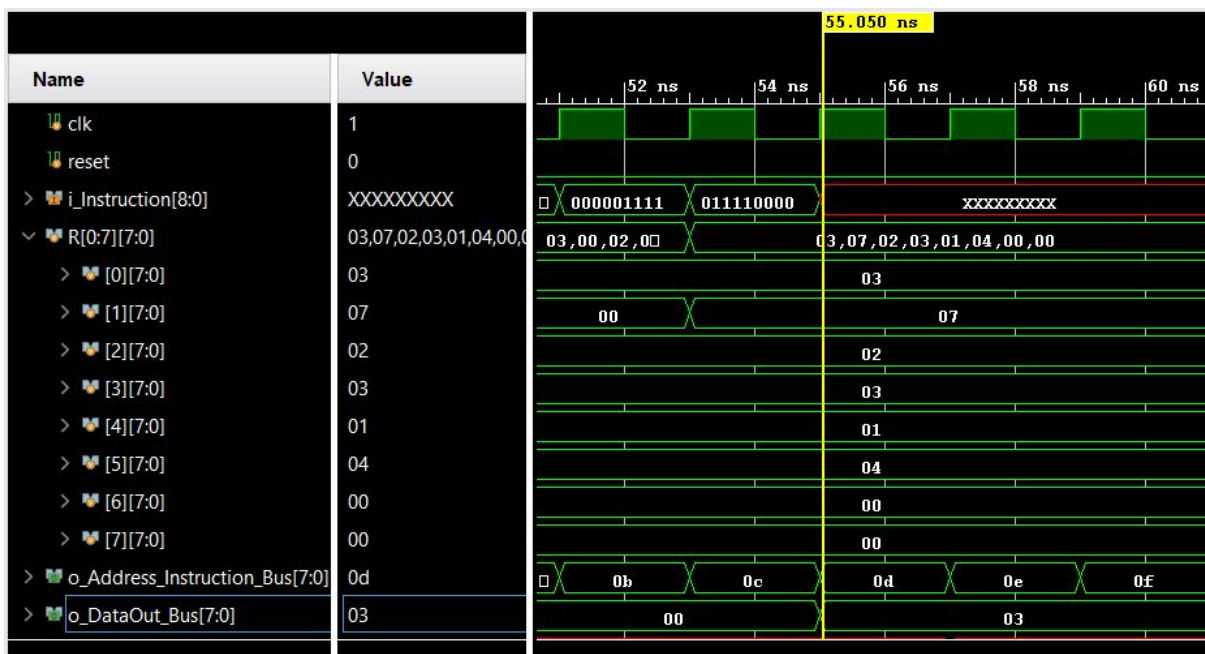 55.050 ns
Name Value 52 ns 54 ns 56 ns 58 ns 60 ns
clk 1
reset 0
i_Instruction[8:0] XXXXXXXXX 000001111 011110000 XXXXXXXXX
R[0:7][7:0] 03,07,02,03,01,04,00,0 03,00,02,0 03,07,02,03,01,04,00,00
[0][7:0] 03 03
[1][7:0] 07 00 07
[2][7:0] 02 02
[3][7:0] 03 03
[4][7:0] 01 01
[5][7:0] 04 04
[6][7:0] 00 00
[7][7:0] 00 00
o_Address_Instruction_Bus[7:0] 0d 0b 0c 0d 0e 0f
o_DataOut_Bus[7:0] 03 00 03